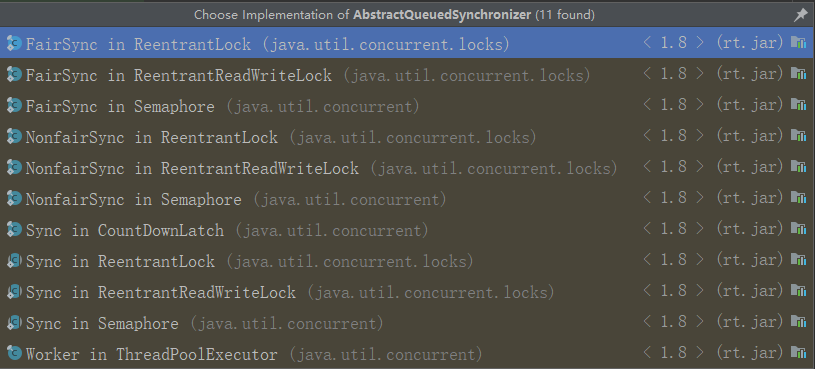 Choose Implementation of AbstractQueuedSynchronizer (11 found)
FairSync in ReentrantLock (java.util.concurrent.locks) < 1.8 > (rt.jar)
FairSync in ReentrantReadWriteLock (java.util.concurrent.locks) < 1.8 > (rt.jar)
FairSync in Semaphore (java.util.concurrent) < 1.8 > (rt.jar)
NonfairSync in ReentrantLock (java.util.concurrent.locks) < 1.8 > (rt.jar)
NonfairSync in ReentrantReadWriteLock (java.util.concurrent.locks) < 1.8 > (rt.jar)
NonfairSync in Semaphore (java.util.concurrent) < 1.8 > (rt.jar)
Sync in CountDownLatch (java.util.concurrent) < 1.8 > (rt.jar)
Sync in ReentrantLock (java.util.concurrent.locks) < 1.8 > (rt.jar)
Sync in ReentrantReadWriteLock (java.util.concurrent.locks) < 1.8 > (rt.jar)
Sync in Semaphore (java.util.concurrent) < 1.8 > (rt.jar)
Worker in ThreadPoolExecutor (java.util.concurrent) < 1.8 > (rt.jar)